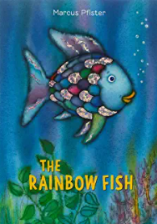 Marcus Pfister
THE
RAINBOW FISH